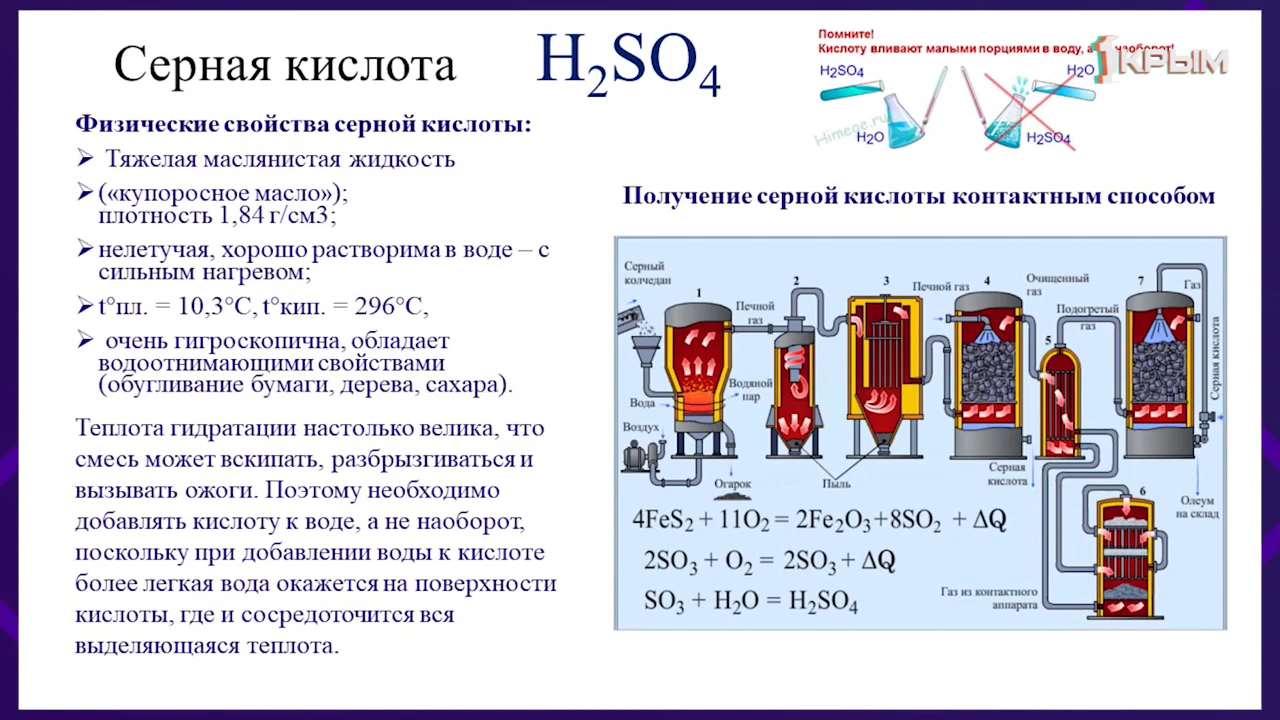 Серная кислота
H2SO4
Помните!
Кислоту вливают малыми порциями в воду, а наоборот!
1КРЫМ
H2SO4
H2O
Himege.ru
H2O
H2SO4
Физические свойства серной кислоты:
Тяжелая маслянистая жидкость
(«купоросное масло»);
плотность 1,84 г/см3;
нелетучая, хорошо растворима в воде – с
сильным нагревом;
t°пл. = 10,3°C, t°кип. = 296°C,
очень гигроскопична, обладает
водоотнимающими свойствами
(обугливание бумаги, дерева, сахара).
Теплота гидратации настолько велика, что
смесь может вскипать, разбрызгиваться и
вызывать ожоги. Поэтому необходимо
добавлять кислоту к воде, а не наоборот,
поскольку при добавлении воды к кислоте
более легкая вода окажется на поверхности
кислоты, где и сосредоточится вся
выделяющаяся теплота.
Получение серной кислоты контактным способом
Серный
колчедан
1
Печной
газ
2
3
Печной газ
4
Очищенный
газ
Подогретый
газ
5
7
Газ
Серная кислота
Вода
Водяной
пар
Воздух
Огарок
Пыль
Серная
кислота
6
Олеум
на склад
4FeS2 + 11O2 = 2Fe2O3+8SO2 + ΔQ
2SO3 + O2 = 2SO3 + ΔQ
SO3 + H2O = H2SO4
Газ из контактного
аппарата